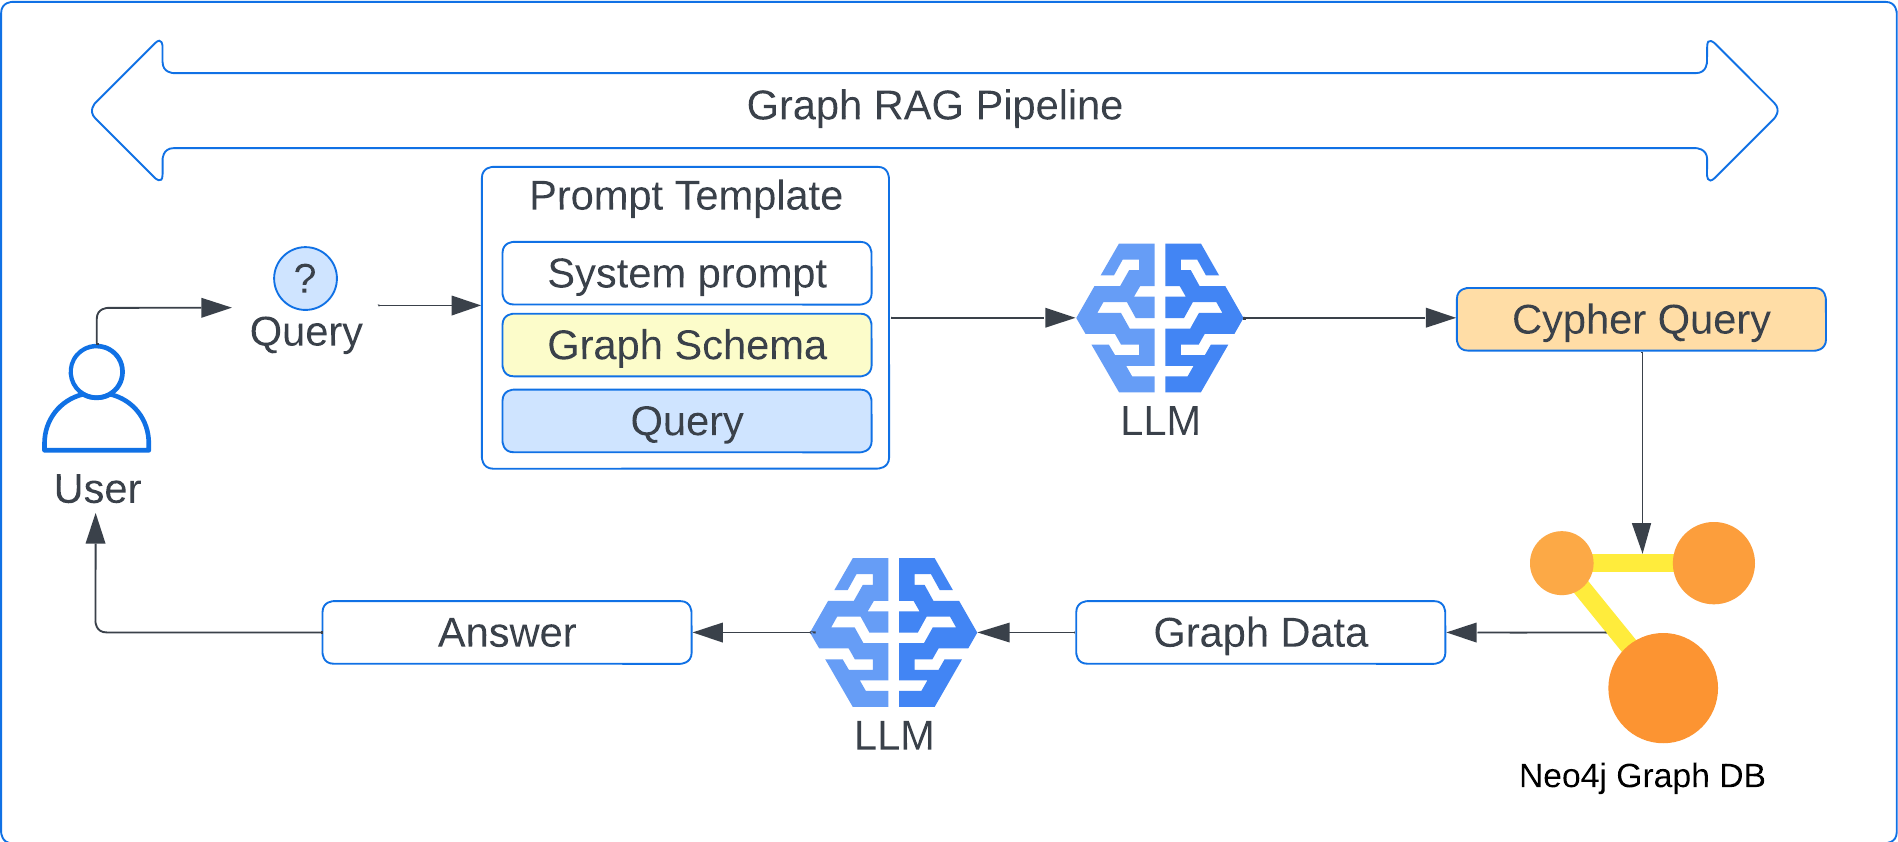 Graph RAG Pipeline
Prompt Template
System prompt
Graph Schema
Query
?
Query
User
LLM
Cypher Query
Neo4j Graph DB
Graph Data
LLM
Answer